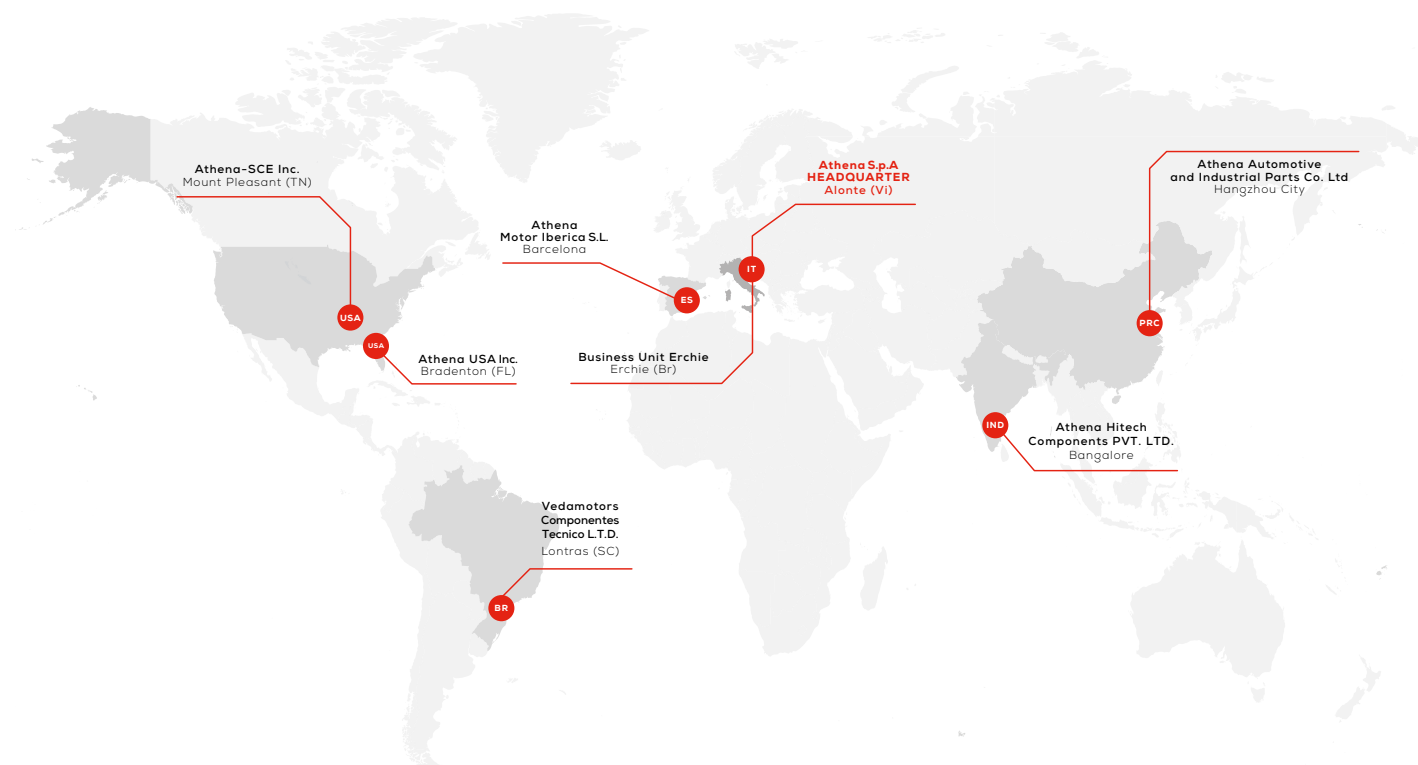 Athena-SCE Inc.
Mount Pleasant (TN)
Athena
Motor Iberica S.L.
Barcelona
Athena S.p.A
HEADQUARTER
Alonte (Vi)
Athena Automotive
and Industrial Parts Co. Ltd
Hangzhou City
IT
ES
USA
PRC
USA
Athena USA Inc.
Bradenton (FL)
Business Unit Erchie
Erchie (Br)
IND
Athena Hitech
Components PVT. LTD.
Bangalore
Vedamotors
Componentes
Tecnico L.T.D.
Lontras (SC)
BR